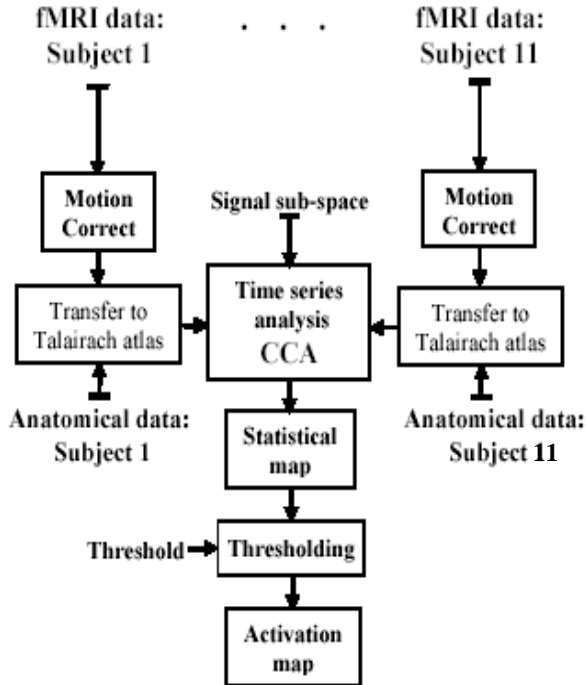 fMRI data:
Subject 1
. . .
fMRI data:
Subject 11
Motion
Correct
Signal sub-space
Motion
Correct
Transfer to
Talairach atlas
Time series
analysis
CCA
Transfer to
Talairach atlas
Anatomical data:
Subject 1
Statistical
map
Anatomical data:
Subject 11
Threshold
Thresholding
Activation
map